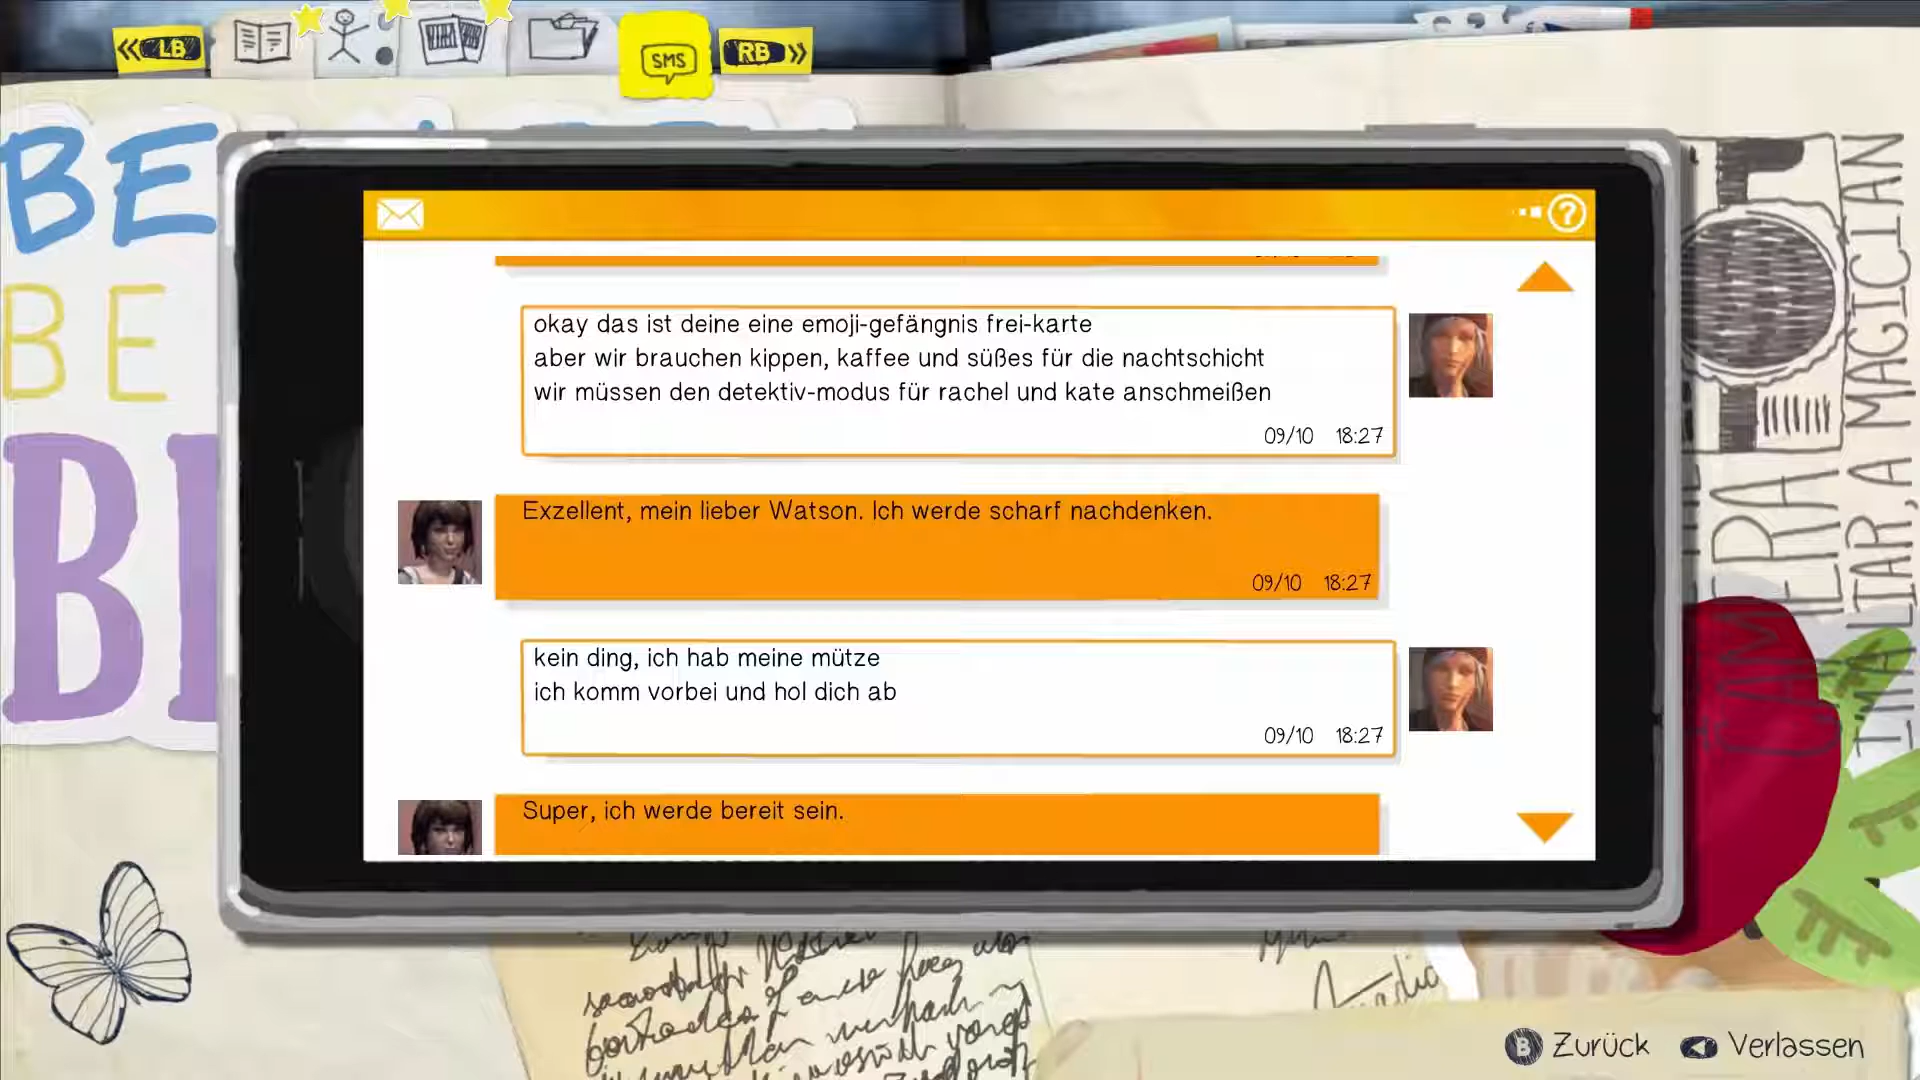 LB
SMS
RB
BE
BE
okay das ist deine eine emoji-gefängnis frei-karte
aber wir brauchen kippen, kaffee und süßes für die nachtschicht
wir müssen den detektiv-modus für rachel und kate anschmeißen
09/10 18:27
Exzellent, mein lieber Watson. Ich werde scharf nachdenken.
09/10 18:27
kein ding, ich hab meine mütze
ich komm vorbei und hol dich ab
09/10 18:27
Super, ich werde bereit sein.
LIAR, A MAGICIAN
B Zurück
Verlassen